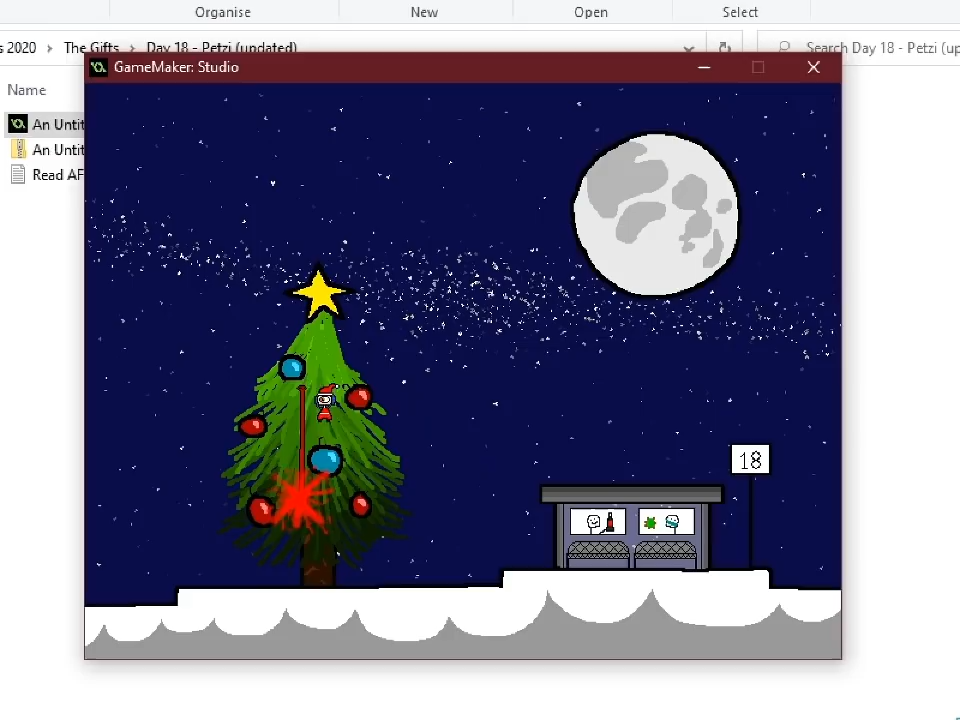 Organise New Open Select
s 2020 › The Gifts › Day 18 - Petzi (updated) Search Day 18 - Petzi (up
GameMaker: Studio
Name
An Untit
An Untit
Read AF
18